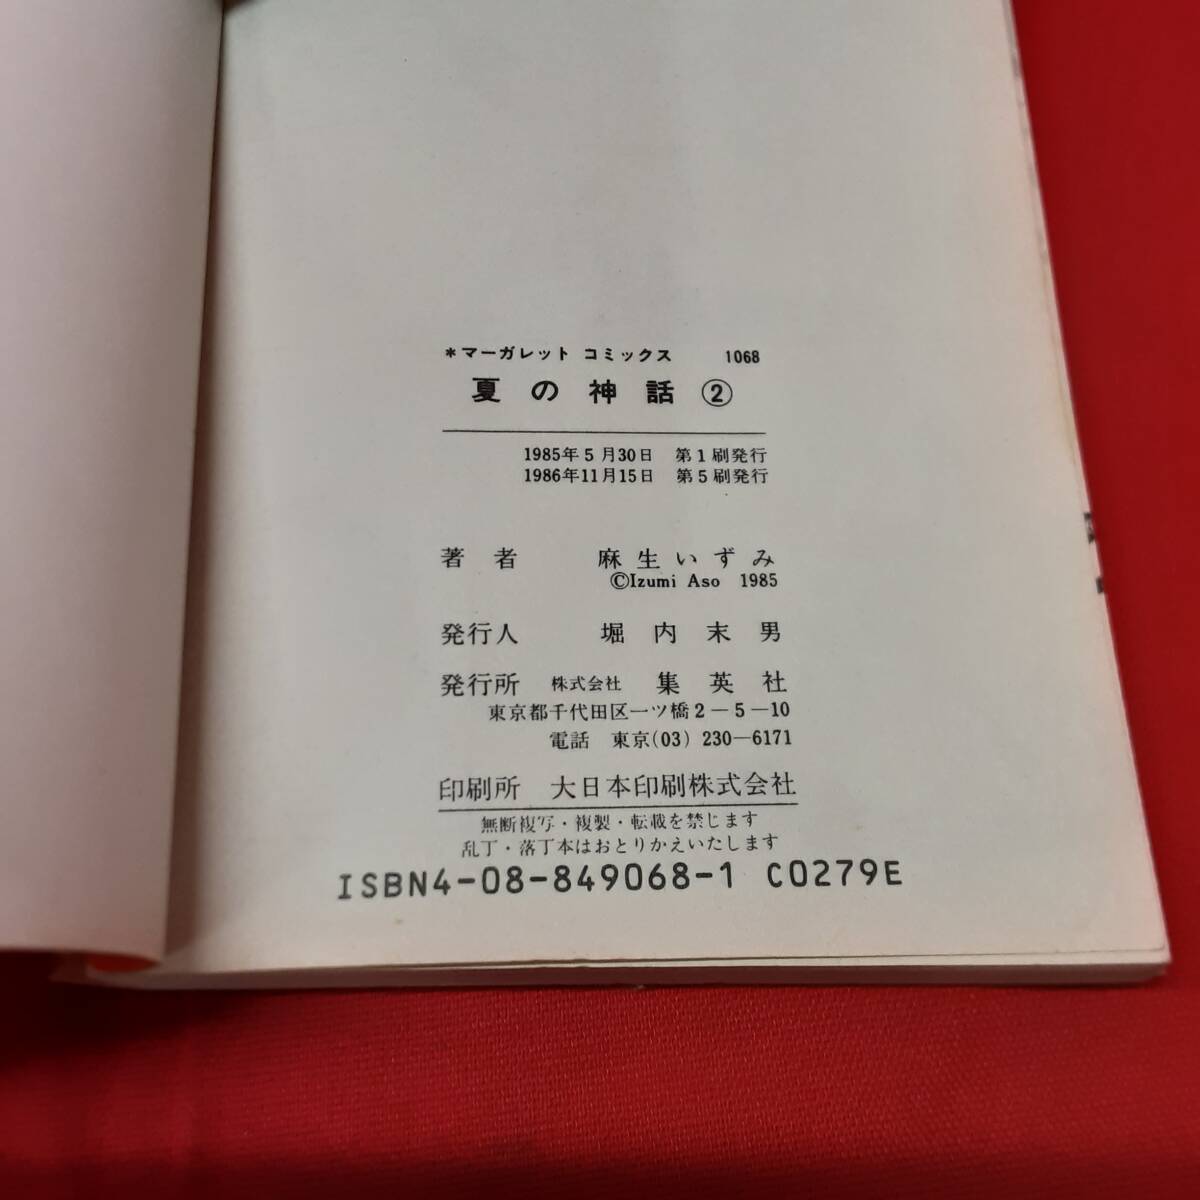 *マーガレット コミックス 1068
夏の神話②
1985年5月30日 第1刷発行
1986年11月15日 第5刷発行
著者 麻生いずみ
©Izumi Aso 1985
発行人 堀内末男
発行所 株式会社 集英社
東京都千代田区一ツ橋2−5−10
電話 東京(03) 230−6171
印刷所 大日本印刷株式会社
無断複写・複製・転載を禁じます
乱丁・落丁本はおとりかえいたします
ISBN4-08-849068-1 C0279E